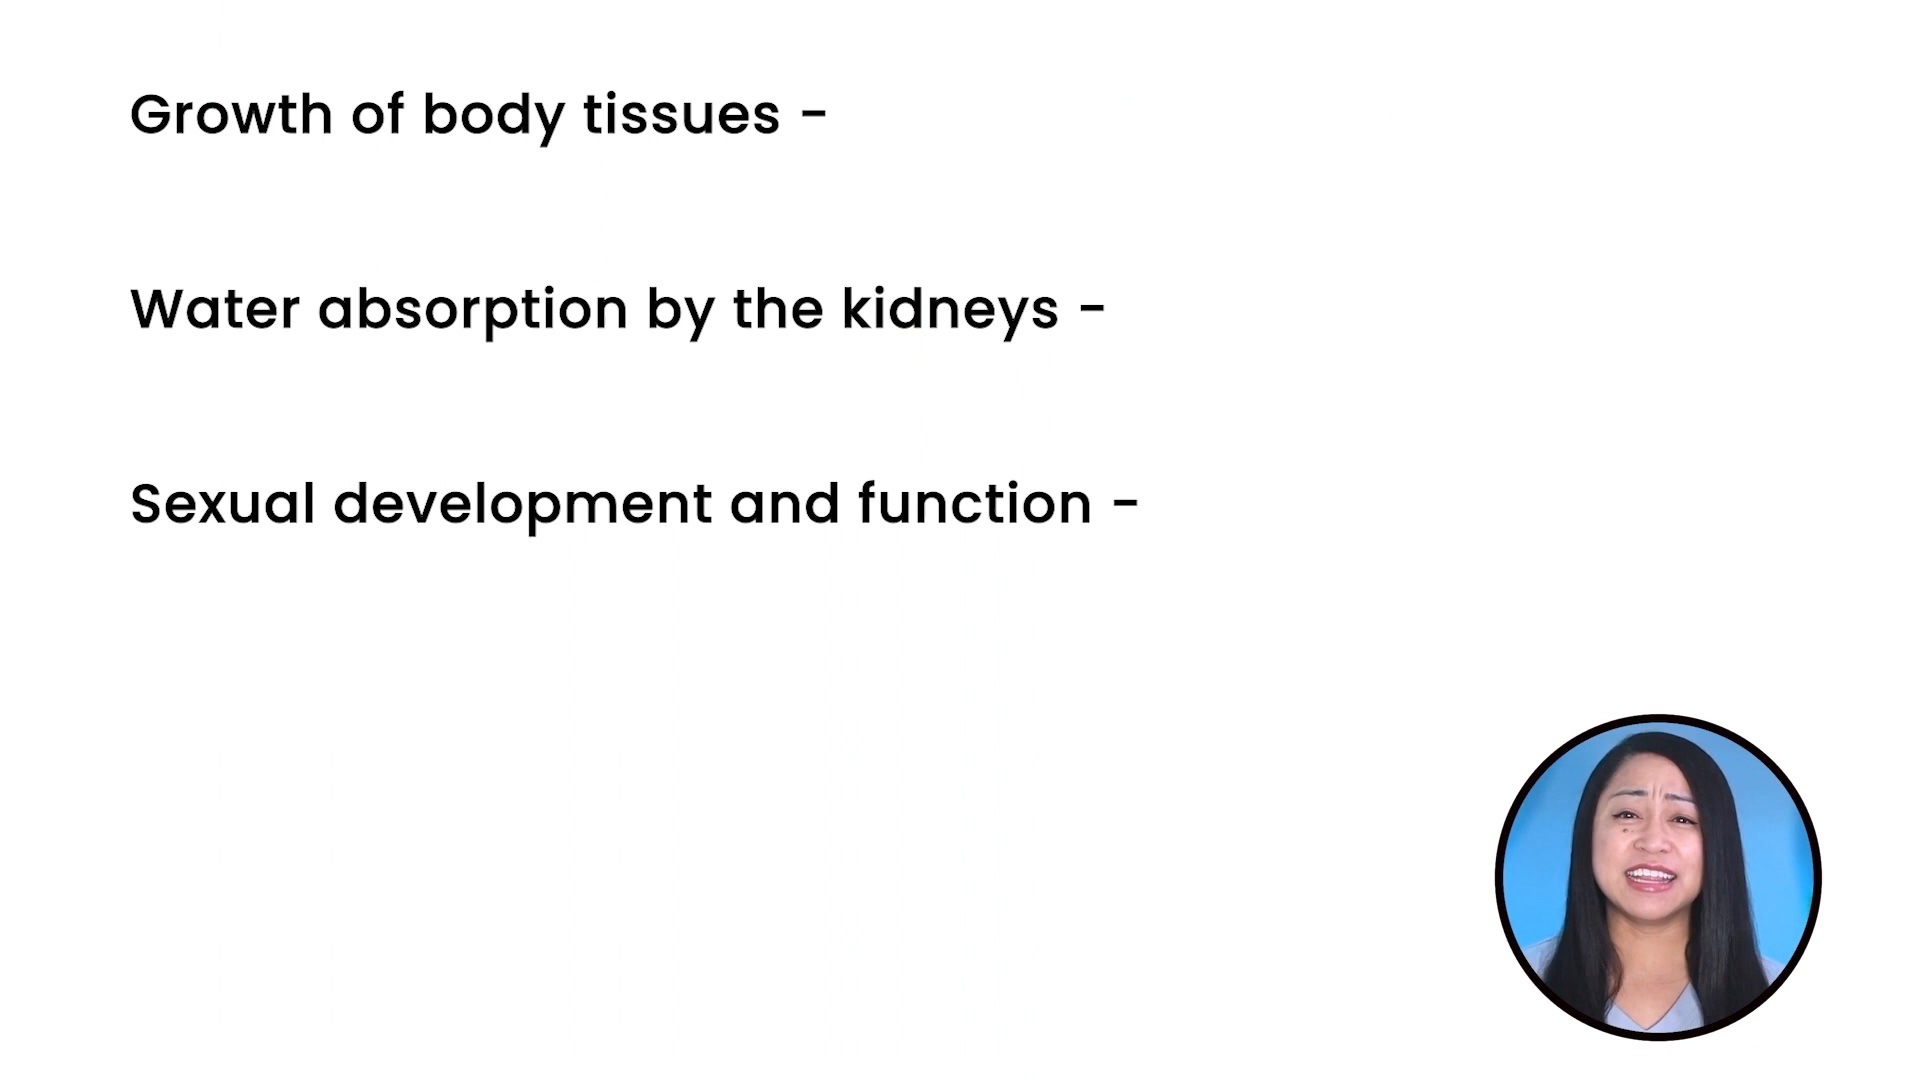 Growth of body tissues -
Water absorption by the kidneys -
Sexual development and function -